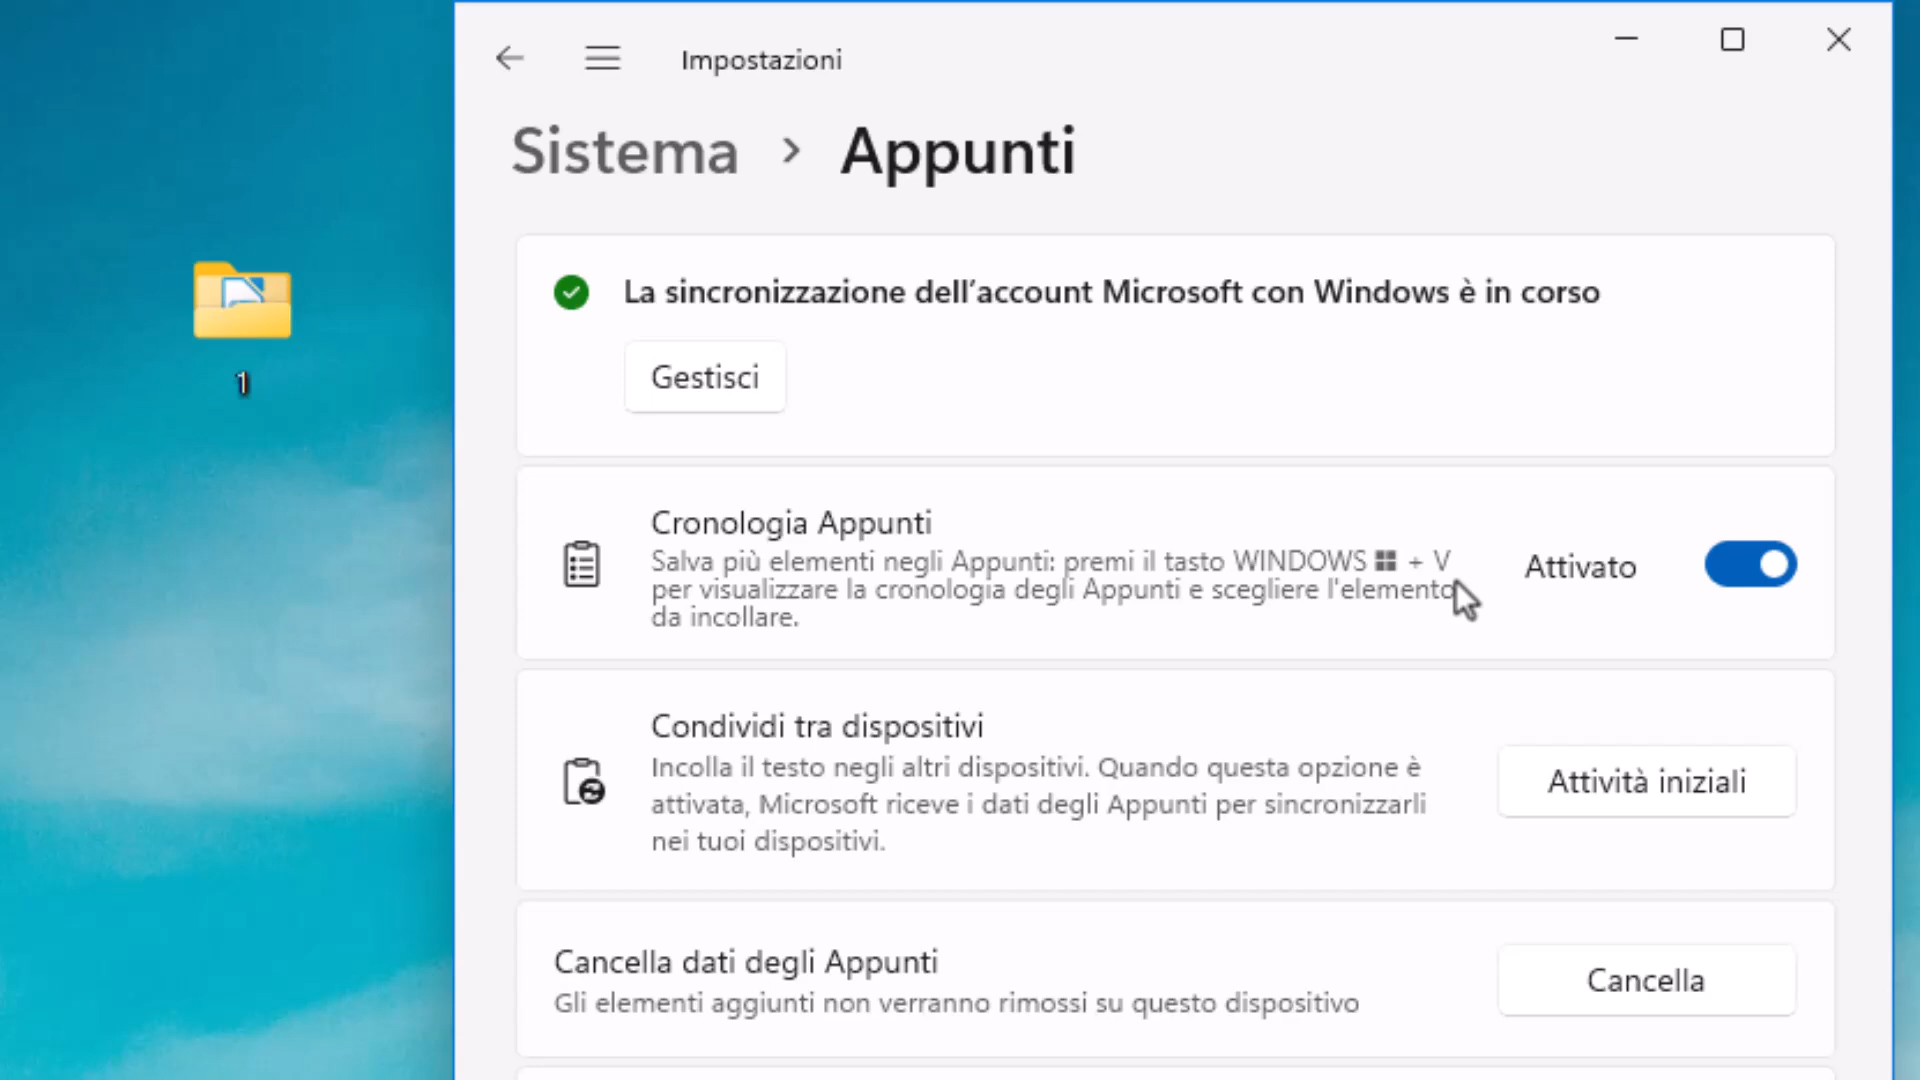 Impostazioni
Sistema > Appunti
1
La sincronizzazione dell'account Microsoft con Windows è in corso
Gestisci
Cronologia Appunti
Salva più elementi negli Appunti: premi il tasto WINDOWS + V
per visualizzare la cronologia degli Appunti e scegliere l'elemento
da incollare.
Attivato
Condividi tra dispositivi
Incolla il testo negli altri dispositivi. Quando questa opzione è
attivata, Microsoft riceve i dati degli Appunti per sincronizzarli
nei tuoi dispositivi.
Attività iniziali
Cancella dati degli Appunti
Gli elementi aggiunti non verranno rimossi su questo dispositivo
Cancella